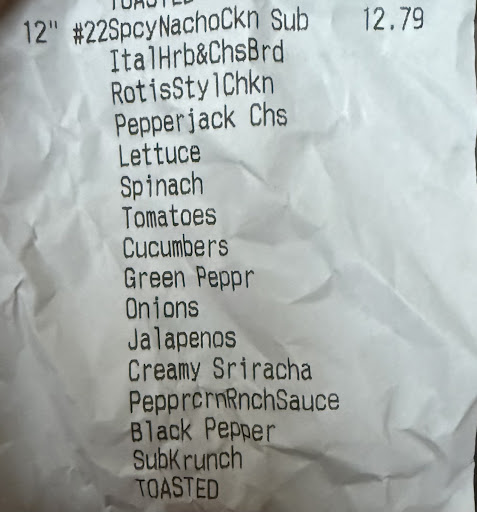 TOASTED
12" #22SpcyNachoCkn Sub 12.79
ItalHrb&ChsBrd
RotisStylChkn
Pepperjack Chs
Lettuce
Spinach
Tomatoes
Cucumbers
Green Peppr
Onions
Jalapenos
Creamy Sriracha
PepprcrnRnchSauce
Black Pepper
SubKrunch
TOASTED